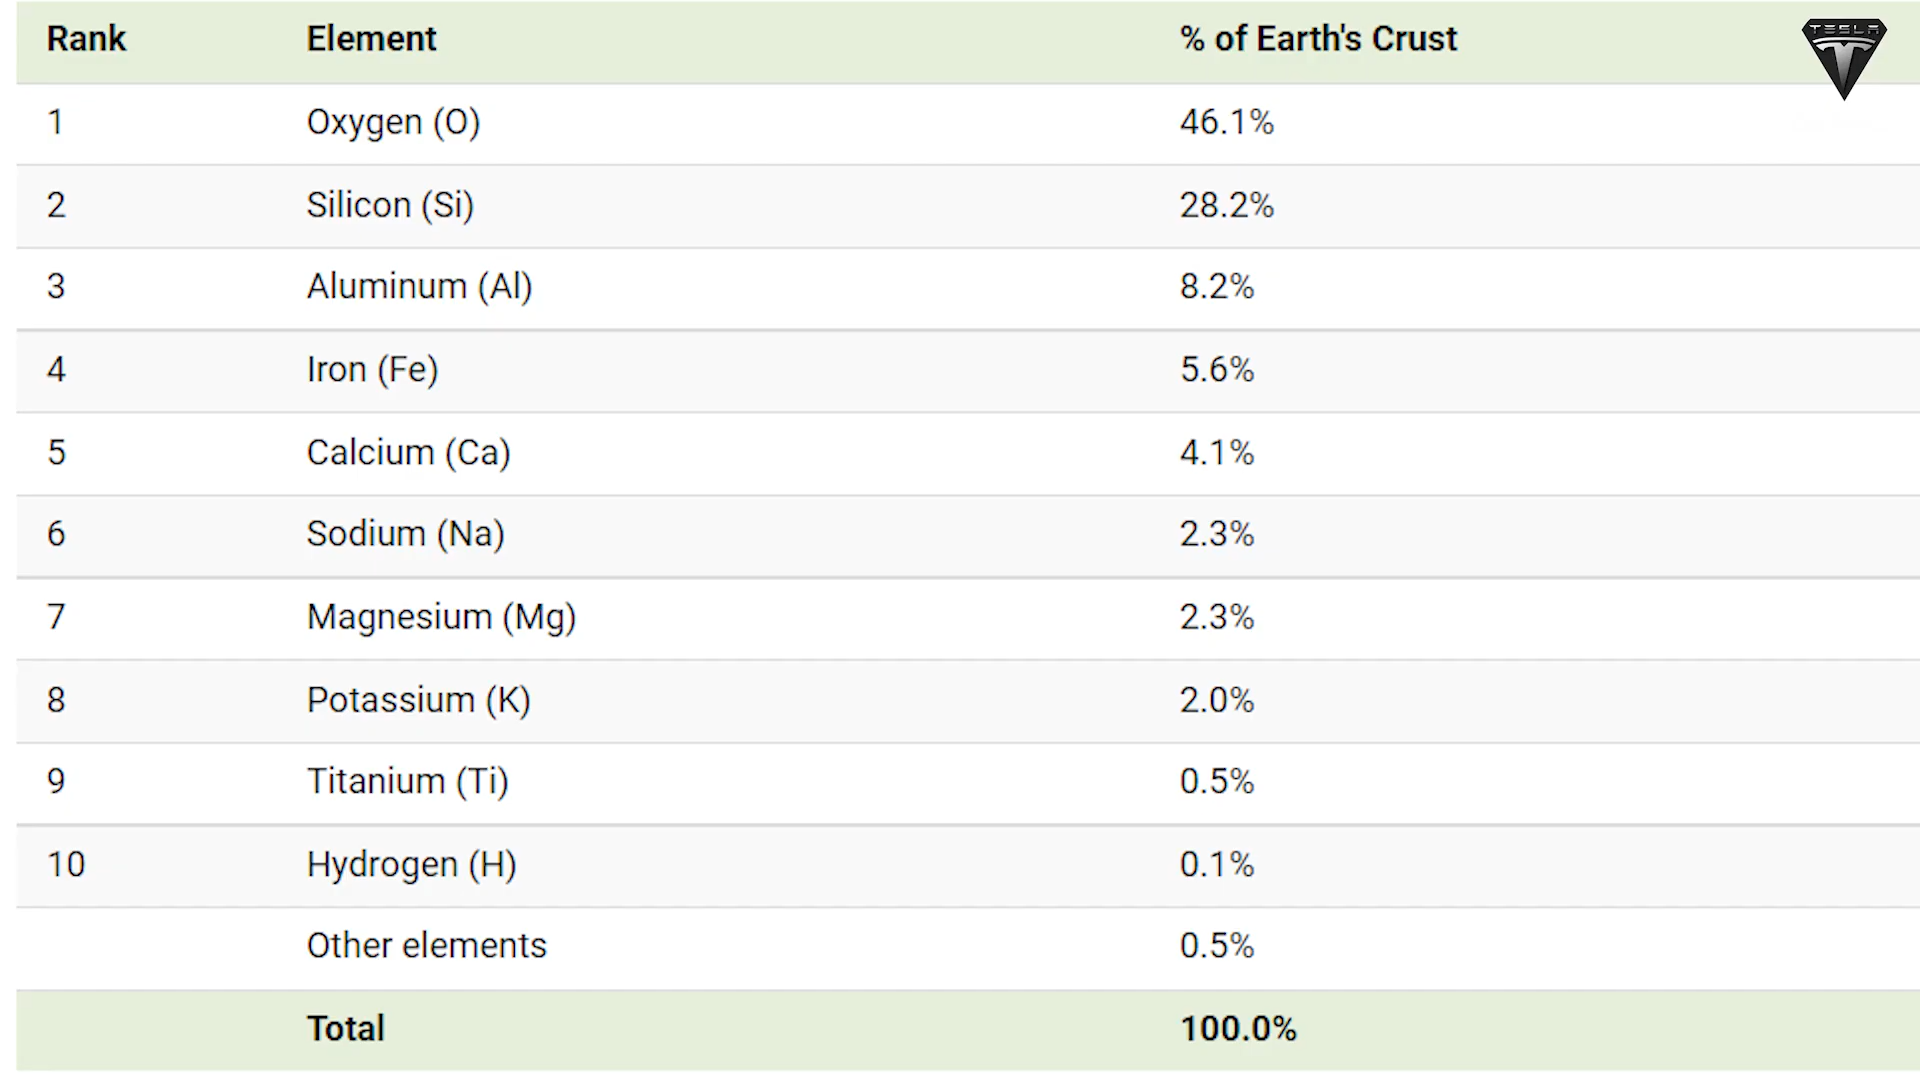 Rank Element % of Earth's Crust
TESLA
1 Oxygen (O) 46.1%
2 Silicon (Si) 28.2%
3 Aluminum (Al) 8.2%
4 Iron (Fe) 5.6%
5 Calcium (Ca) 4.1%
6 Sodium (Na) 2.3%
7 Magnesium (Mg) 2.3%
8 Potassium (K) 2.0%
9 Titanium (Ti) 0.5%
10 Hydrogen (H) 0.1%
Other elements 0.5%
Total 100.0%